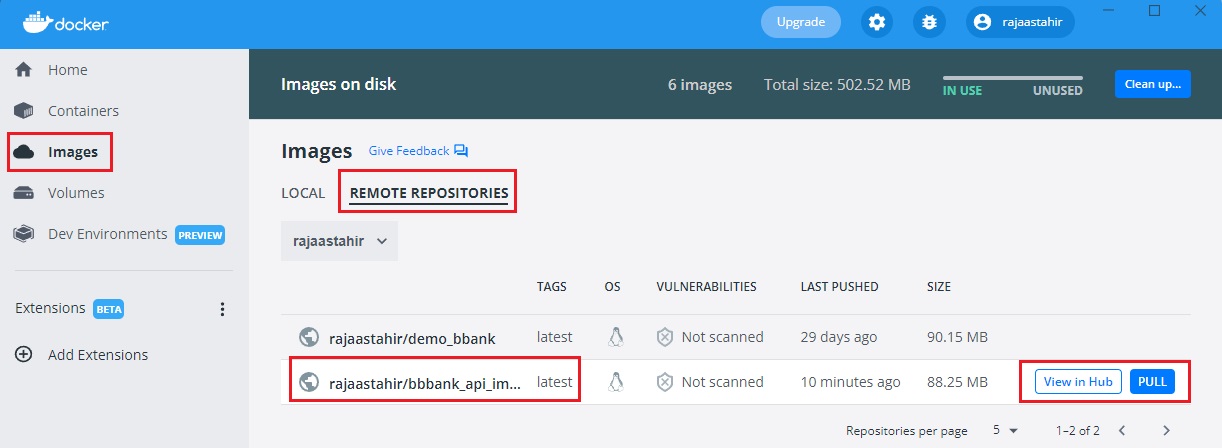 docker Upgrade rajaastahir
Home
Containers
Images
Volumes
Dev Environments PREVIEW
Extensions BETA
Add Extensions
Images on disk 6 images Total size: 502.52 MB IN USE UNUSED Clean up...
Images Give Feedback
LOCAL REMOTE REPOSITORIES
rajaastahir
TAGS OS VULNERABILITIES LAST PUSHED SIZE
rajaastahir/demo_bbank latest Not scanned 29 days ago 90.15 MB
rajaastahir/bbbank_api_im... latest Not scanned 10 minutes ago 88.25 MB View in Hub PULL
Repositories per page 5 1–2 of 2